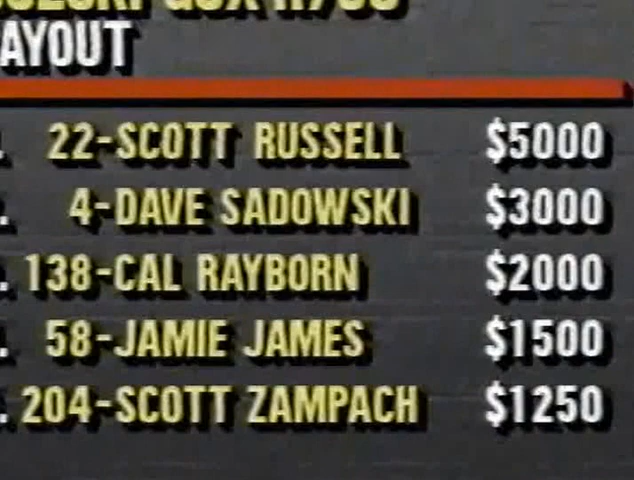 AYOUT
22-SCOTT RUSSELL $5000
4-DAVE SADOWSKI $3000
138-CAL RAYBORN $2000
58-JAMIE JAMES $1500
204-SCOTT ZAMPACH $1250